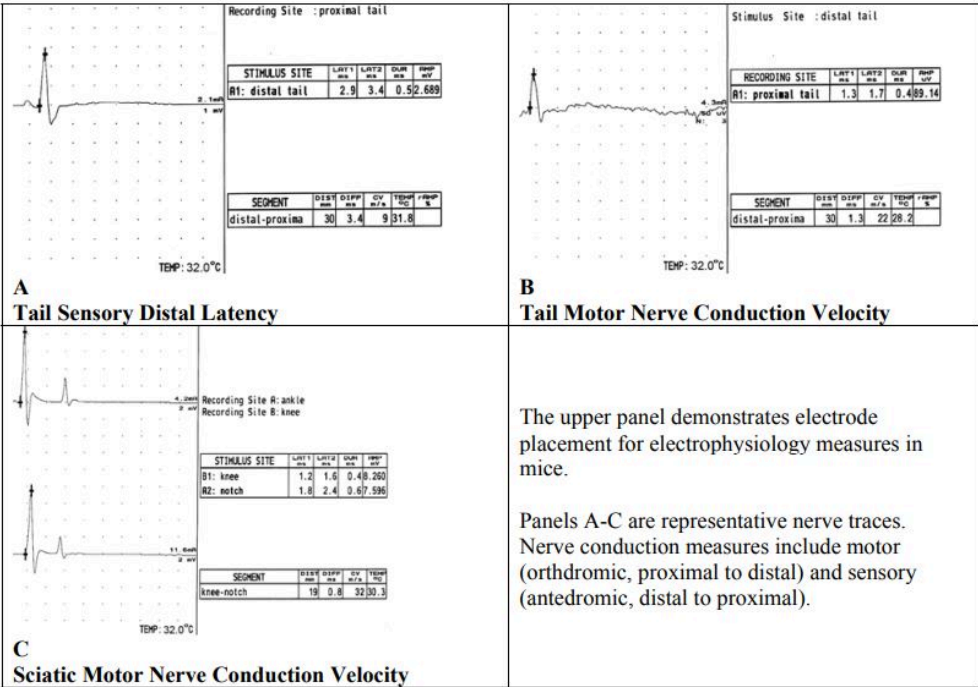 Recording Site :proximal tail
STIMULUS SITE LAT1 ms LAT2 ms DUR ms AMP mV
A1: distal tail 2.9 3.4 0.5 2.689
2.1mA
1 mV
SEGMENT DIST mm DIFF ms CV m/s TEMP °C rAMP %
distal-proxima 30 3.4 9 31.8
TEMP: 32.0°C
A
Tail Sensory Distal Latency
Stimulus Site :distal tail
RECORDING SITE LAT1 ms LAT2 ms DUR ms AMP uV
A1: proximal tail 1.3 1.7 0.4 89.14
4.3mA
50 uV
N: 3
SEGMENT DIST mm DIFF ms CV m/s TEMP °C rAMP %
distal-proxima 30 1.3 22 28.2
TEMP: 32.0°C
B
Tail Motor Nerve Conduction Velocity
4.2mA
2 mV
Recording Site A:ankle
Recording Site B:knee
STIMULUS SITE LAT1 ms LAT2 ms DUR ms AMP mV
B1: knee 1.2 1.6 0.4 8.260
A2: notch 1.8 2.4 0.6 7.596
11.6mA
2 mV
SEGMENT DIST mm DIFF ms CV m/s TEMP °C
knee-notch 19 0.8 32 30.3
TEMP: 32.0°C
C
Sciatic Motor Nerve Conduction Velocity
The upper panel demonstrates electrode
placement for electrophysiology measures in
mice.
Panels A-C are representative nerve traces.
Nerve conduction measures include motor
(orthdromic, proximal to distal) and sensory
(antedromic, distal to proximal).